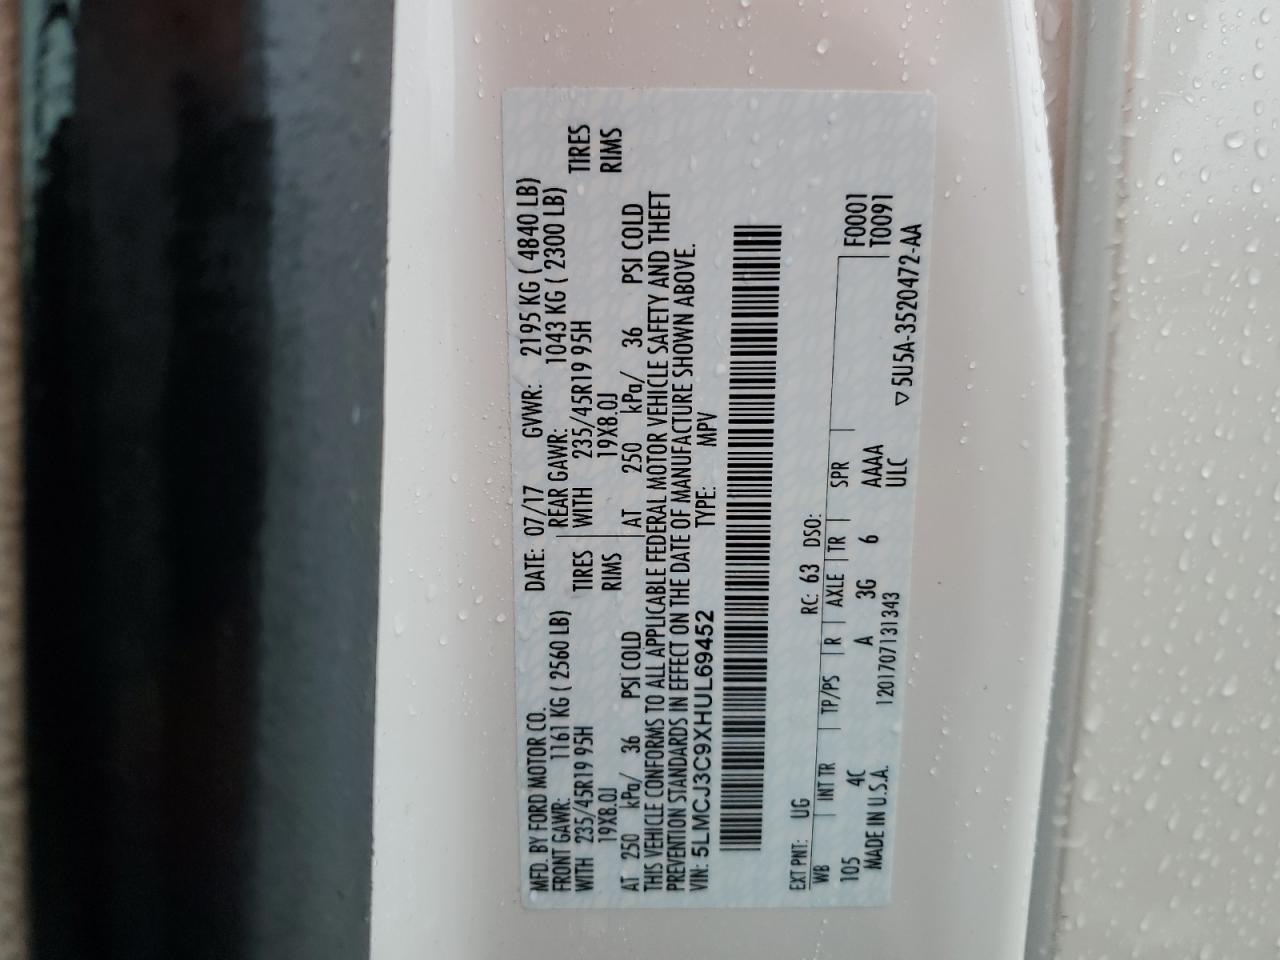 MFD. BY FORD MOTOR CO.
DATE: 07/17 GVWR: 2195 KG ( 4840 LB)
FRONT GAWR: 1161 KG ( 2560 LB) REAR GAWR: 1043 KG ( 2300 LB)
WITH 235/45R19 95H TIRES WITH 235/45R19 95H TIRES
19X8.0J RIMS 19X8.0J RIMS
AT 250 kPa/ 36 PSI COLD AT 250 kPa/ 36 PSI COLD
THIS VEHICLE CONFORMS TO ALL APPLICABLE FEDERAL MOTOR VEHICLE SAFETY AND THEFT
PREVENTION STANDARDS IN EFFECT ON THE DATE OF MANUFACTURE SHOWN ABOVE.
VIN: 5LMCJ3C9XHUL69452 TYPE: MPV
EXT PNT: UG RC: 63 DSO:
WB INT TR TP/PS R AXLE TR SPR F0001
105 4C A 3G 6 AAAA T0091
MADE IN U.S.A. 1201707131343 ULC
▽5U5A-3520472-AA